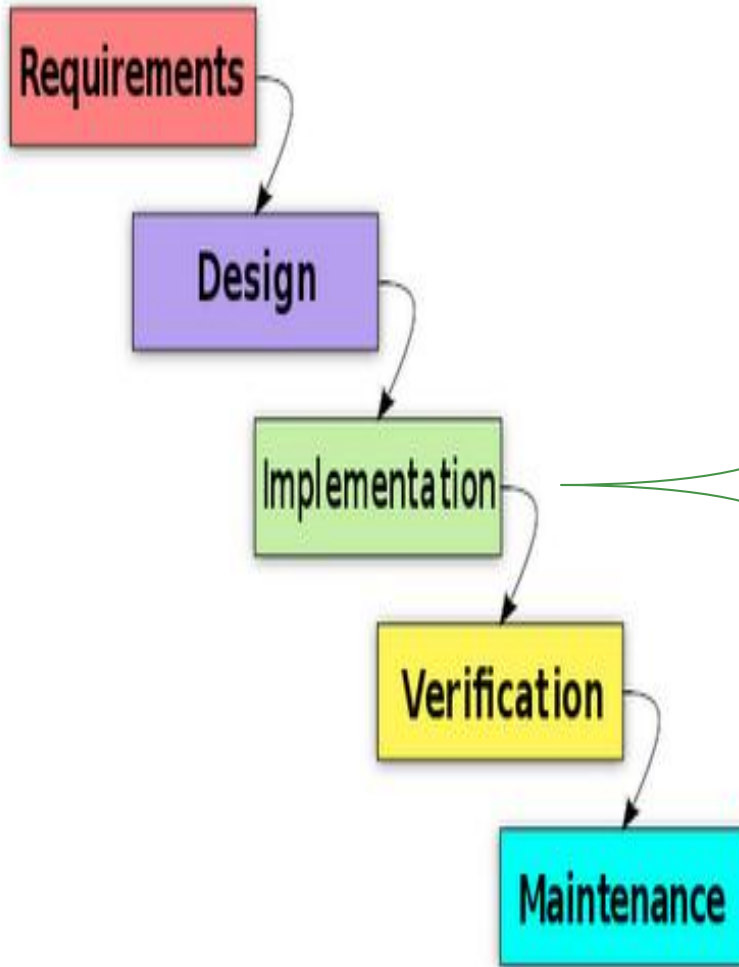 Requirements
Design
Implementation
Verification
Maintenance